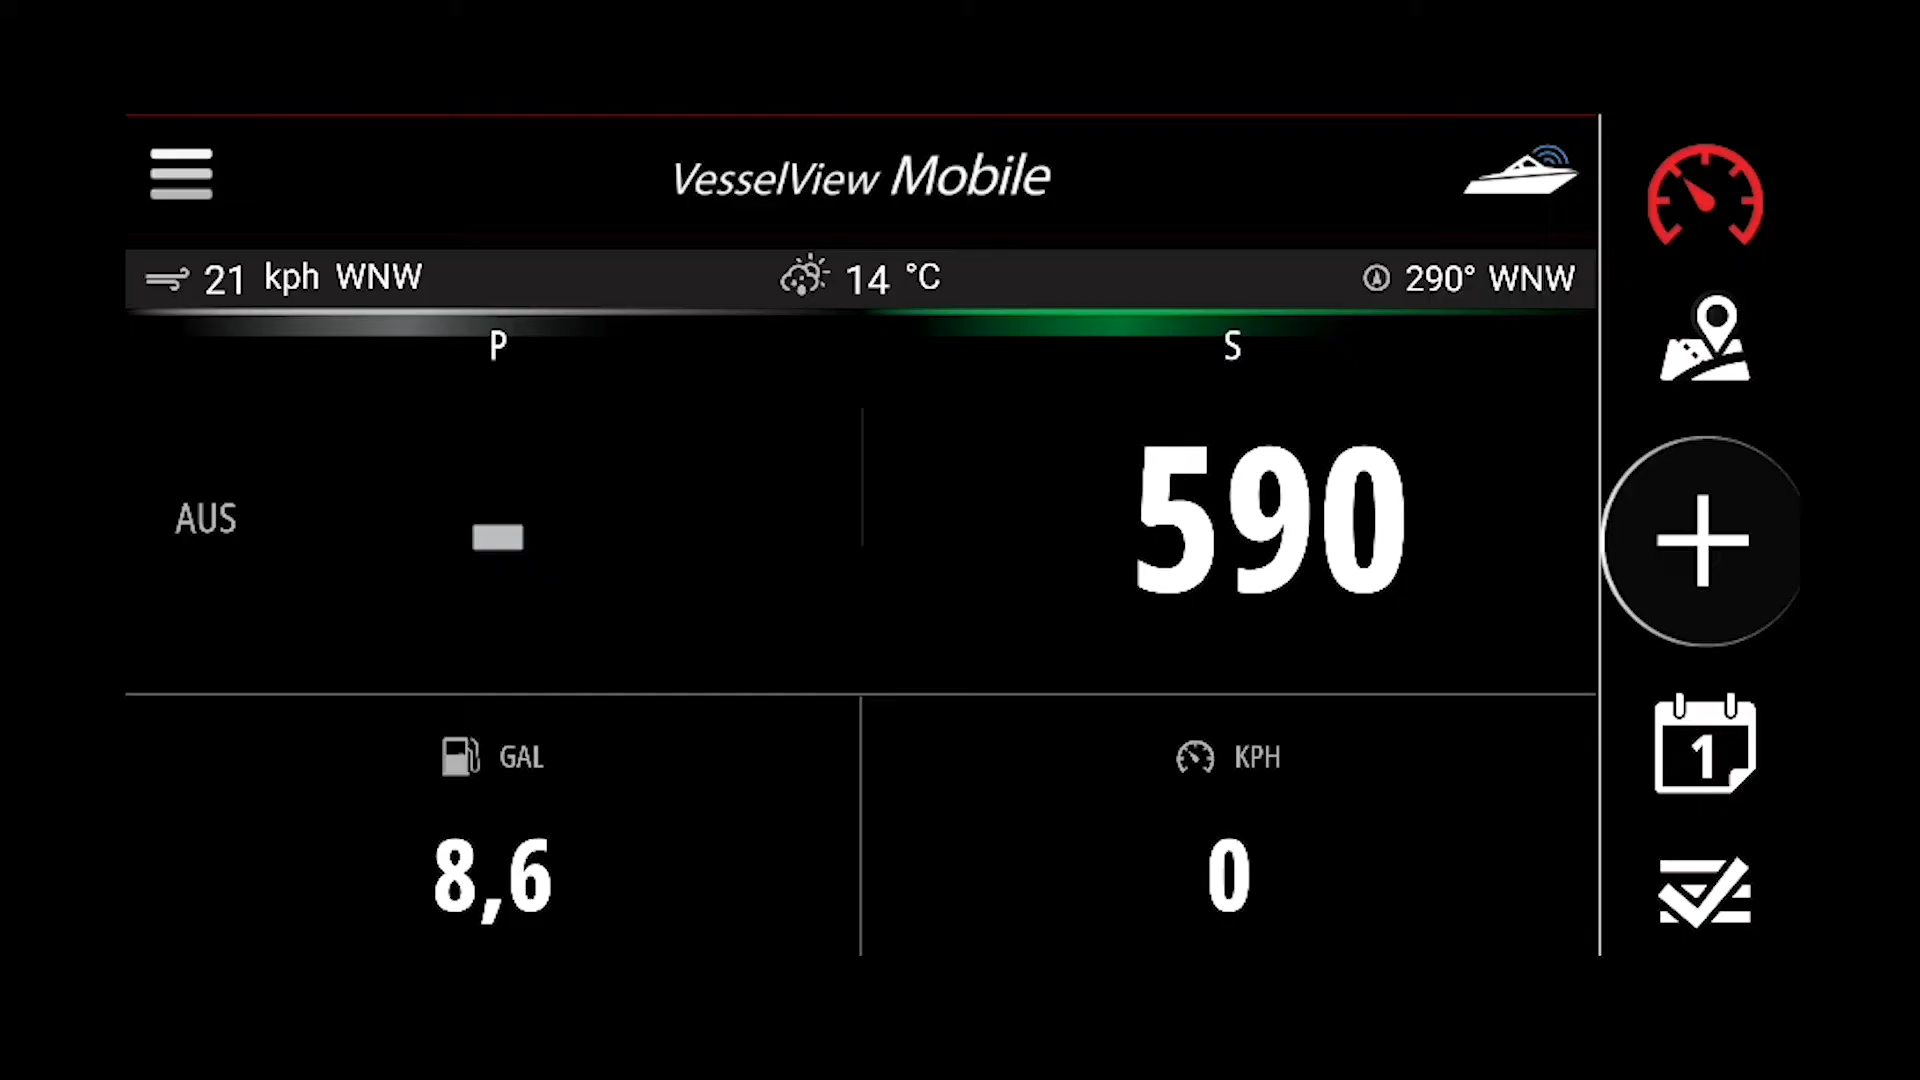 VesselView Mobile
21 kph WNW
14 °C
290° WNW
P
S
AUS
590
GAL
KPH
8,6
0
1